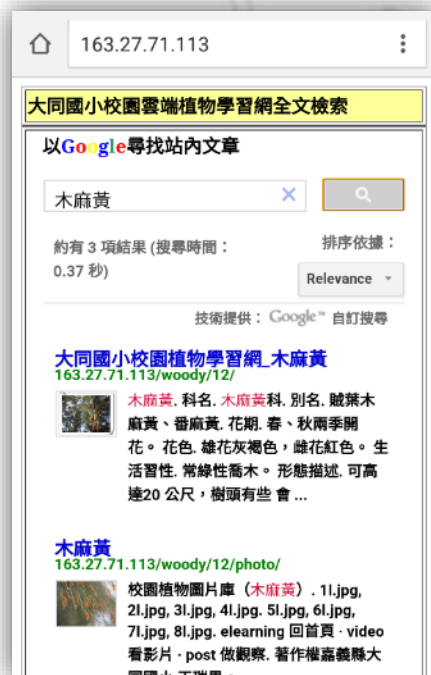 163.27.71.113
大同國小校園雲端植物學習網全文檢索
以Google尋找站內文章
木麻黃
約有 3 項結果 (搜尋時間：
0.37 秒)
排序依據：
Relevance
技術提供： Google™ 自訂搜尋
大同國小校園植物學習網_木麻黃
163.27.71.113/woody/12/
木麻黃. 科名. 木麻黃科. 別名. 賊葉木
麻黃、番麻黃. 花期. 春、秋兩季開
花。 花色. 雄花灰褐色，雌花紅色。 生
活習性. 常綠性喬木。 形態描述. 可高
達20 公尺，樹頭有些 會 ...
木麻黃
163.27.71.113/woody/12/photo/
校園植物圖片庫（木麻黃）. 1l.jpg,
2l.jpg, 3l.jpg, 4l.jpg. 5l.jpg, 6l.jpg,
7l.jpg, 8l.jpg. elearning 回首頁 · video
看影片 · post 做觀察. 著作權嘉義縣大